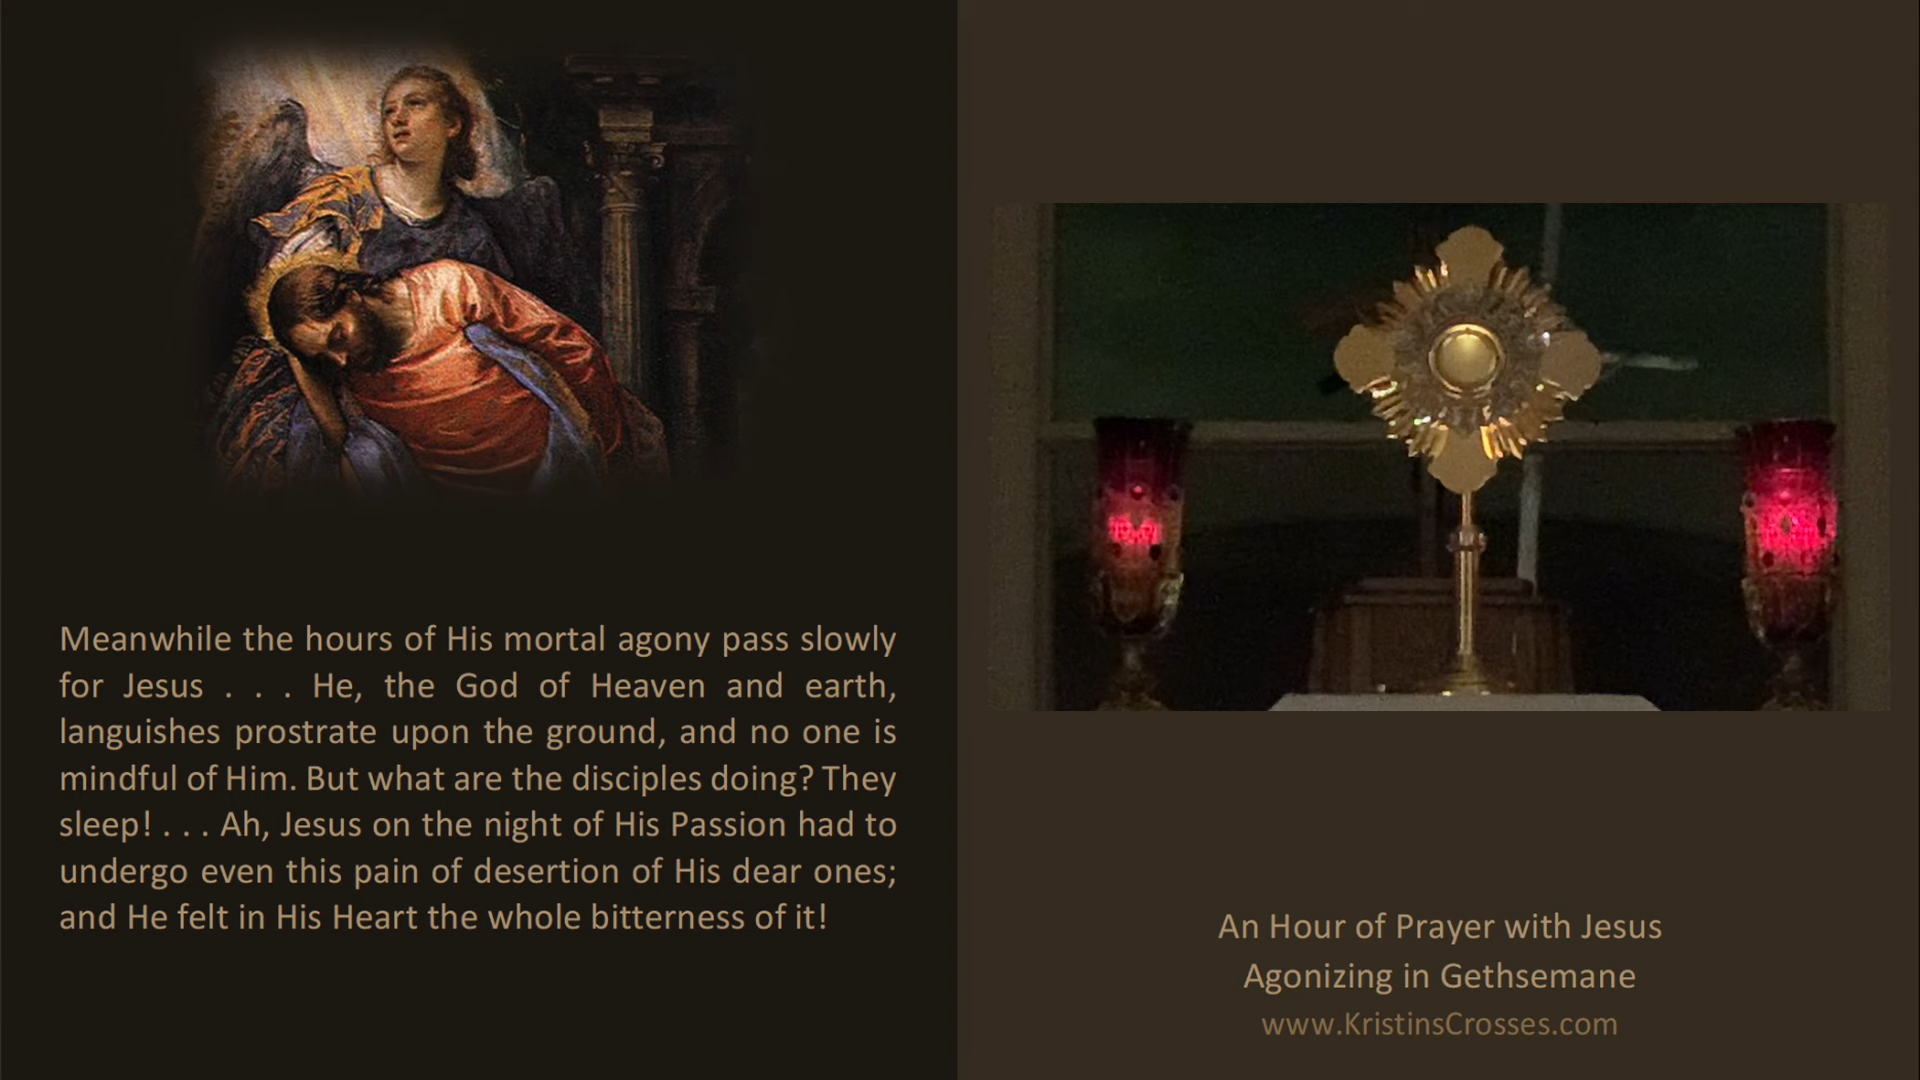 Meanwhile the hours of His mortal agony pass slowly
for Jesus . . . He, the God of Heaven and earth,
languishes prostrate upon the ground, and no one is
mindful of Him. But what are the disciples doing? They
sleep! . . . Ah, Jesus on the night of His Passion had to
undergo even this pain of desertion of His dear ones;
and He felt in His Heart the whole bitterness of it!
An Hour of Prayer with Jesus
Agonizing in Gethsemane
www.KristinsCrosses.com